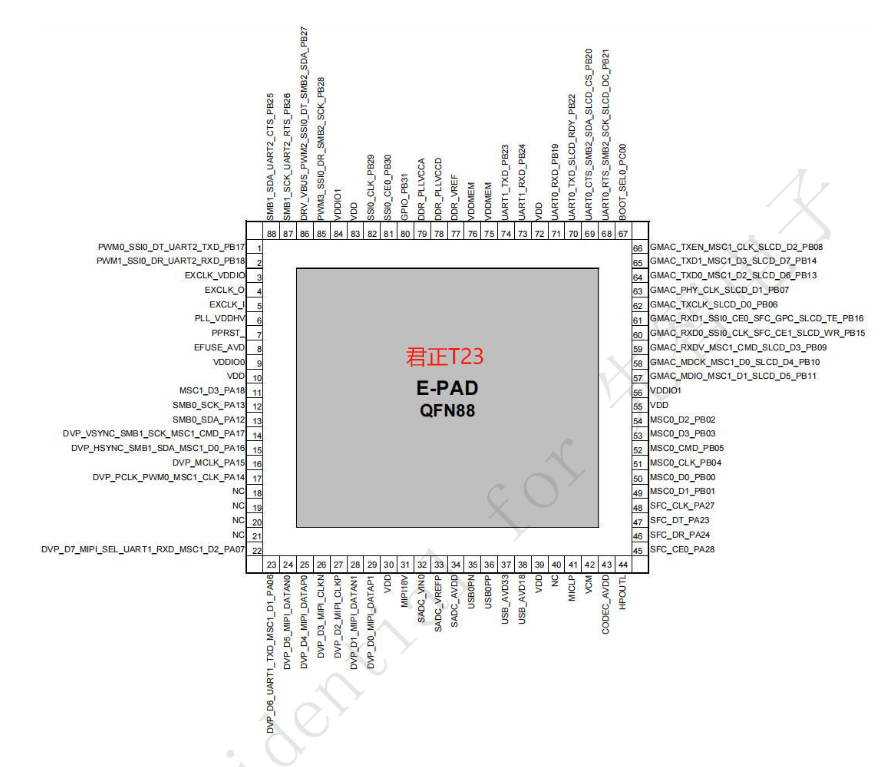 SMB1_SDA_UART2_CTS_PB25
SMB1_SCK_UART2_RTS_PB26
DRV_VBUS_PWM2_SSI0_DT_SMB2_SDA_PB27
PWM3_SSI0_DR_SMB2_SCK_PB28
VDDIO1
VDD
SSI0_CLK_PB29
SSI0_CE0_PB30
GPIO_PB31
DDR_PLLVCCA
DDR_PLLVCCD
DDR_VREF
VDDMEM
VDDMEM
UART1_TXD_PB23
UART1_RXD_PB24
VDD
UART0_RXD_PB19
UART0_TXD_SLCD_RDY_PB22
UART0_CTS_SMB2_SDA_SLCD_CS_PB20
UART0_RTS_SMB2_SCK_SLCD_DC_PB21
BOOT_SEL0_PC00
88 87 86 85 84 83 82 81 80 79 78 77 76 75 74 73 72 71 70 69 68 67
PWM0_SSI0_DT_UART2_TXD_PB17 1
PWM1_SSI0_DR_UART2_RXD_PB18 2
EXCLK_VDDIO 3
EXCLK_O 4
EXCLK_I 5
PLL_VDDHV 6
PPRST_ 7
EFUSE_AVD 8
VDDIO0 9
VDD 10
MSC1_D3_PA18 11
SMB0_SCK_PA13 12
SMB0_SDA_PA12 13
DVP_VSYNC_SMB1_SCK_MSC1_CMD_PA17 14
DVP_HSYNC_SMB1_SDA_MSC1_D0_PA16 15
DVP_MCLK_PA15 16
DVP_PCLK_PWM0_MSC1_CLK_PA14 17
NC 18
NC 19
NC 20
NC 21
DVP_D7_MIPI_SEL_UART1_RXD_MSC1_D2_PA07 22
君正T23
E-PAD
QFN88
66 GMAC_TXEN_MSC1_CLK_SLCD_D2_PB08
65 GMAC_TXD1_MSC1_D3_SLCD_D7_PB14
64 GMAC_TXD0_MSC1_D2_SLCD_D6_PB13
63 GMAC_PHY_CLK_SLCD_D1_PB07
62 GMAC_TXCLK_SLCD_D0_PB06
61 GMAC_RXD1_SSI0_CE0_SFC_GPC_SLCD_TE_PB16
60 GMAC_RXD0_SSI0_CLK_SFC_CE1_SLCD_WR_PB15
59 GMAC_RXDV_MSC1_CMD_SLCD_D3_PB09
58 GMAC_MDCK_MSC1_D0_SLCD_D4_PB10
57 GMAC_MDIO_MSC1_D1_SLCD_D5_PB11
56 VDDIO1
55 VDD
54 MSC0_D2_PB02
53 MSC0_D3_PB03
52 MSC0_CMD_PB05
51 MSC0_CLK_PB04
50 MSC0_D0_PB00
49 MSC0_D1_PB01
48 SFC_CLK_PA27
47 SFC_DT_PA23
46 SFC_DR_PA24
45 SFC_CE0_PA28
23 24 25 26 27 28 29 30 31 32 33 34 35 36 37 38 39 40 41 42 43 44
DVP_D6_UART1_TXD_MSC1_D1_PA06
DVP_D5_MIPI_DATAN0
DVP_D4_MIPI_DATAP0
DVP_D3_MIPI_CLKN
DVP_D2_MIPI_CLKP
DVP_D1_MIPI_DATAN1
DVP_D0_MIPI_DATAP1
VDD
MIPI18V
SADC_VIN0
SADC_VREFP
SADC_AVDD
USB0PN
USB0PP
USB_AVD33
USB_AVD18
VDD
NC
MICLP
VCM
CODEC_AVDD
HPOUTL
for